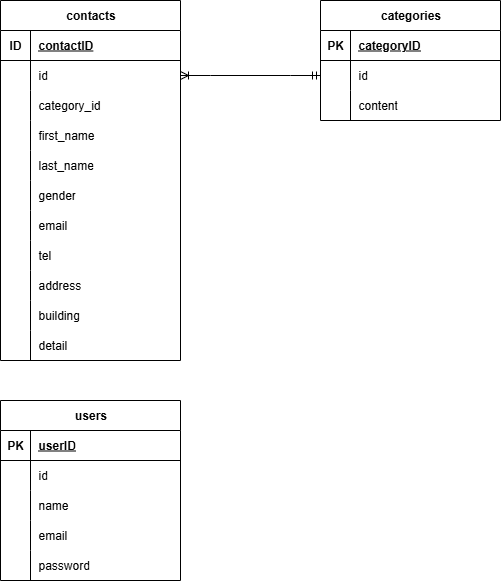 contacts
ID contactID
id
category_id
first_name
last_name
gender
email
tel
address
building
detail
categories
PK categoryID
id
content
users
PK userID
id
name
email
password